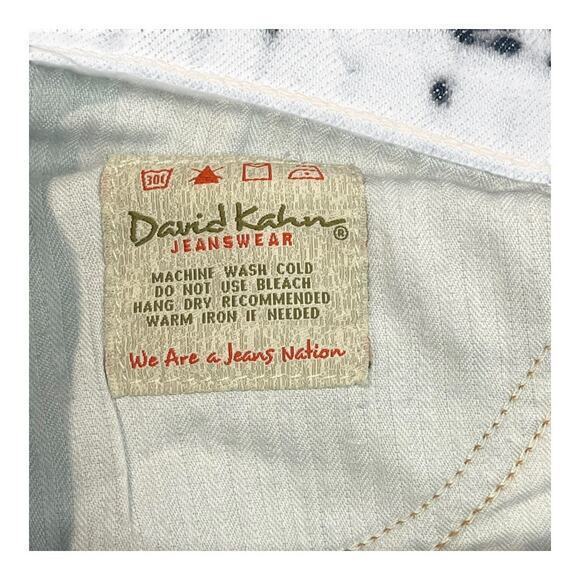 30C
David Kahn®
JEANSWEAR
MACHINE WASH COLD
DO NOT USE BLEACH
HANG DRY RECOMMENDED
WARM IRON IF NEEDED
We Are a Jeans Nation